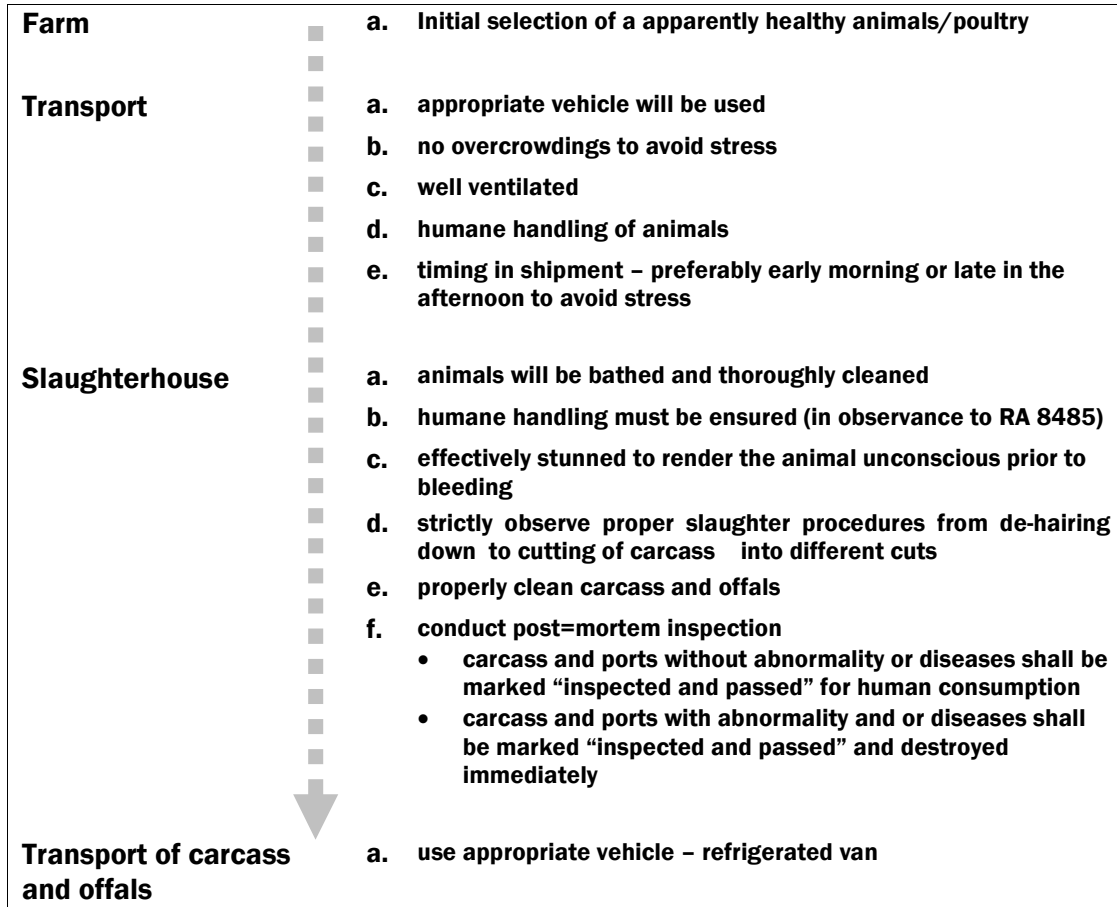 Farm
a. Initial selection of a apparently healthy animals/poultry
Transport
a. appropriate vehicle will be used
b. no overcrowdings to avoid stress
c. well ventilated
d. humane handling of animals
e. timing in shipment – preferably early morning or late in the
afternoon to avoid stress
Slaughterhouse
a. animals will be bathed and thoroughly cleaned
b. humane handling must be ensured (in observance to RA 8485)
c. effectively stunned to render the animal unconscious prior to
bleeding
d. strictly observe proper slaughter procedures from de-hairing
down to cutting of carcass into different cuts
e. properly clean carcass and offals
f. conduct post=mortem inspection
• carcass and ports without abnormality or diseases shall be
marked “inspected and passed” for human consumption
• carcass and ports with abnormality and or diseases shall
be marked “inspected and passed” and destroyed
immediately
Transport of carcass
and offals
a. use appropriate vehicle – refrigerated van